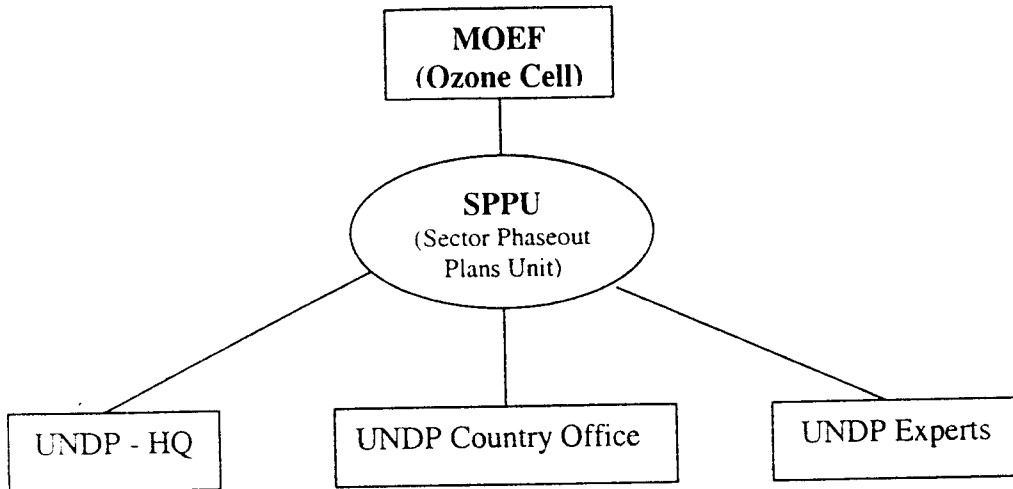 MOEF
(Ozone Cell)
SPPU
(Sector Phaseout
Plans Unit)
UNDP - HQ
UNDP Country Office
UNDP Experts